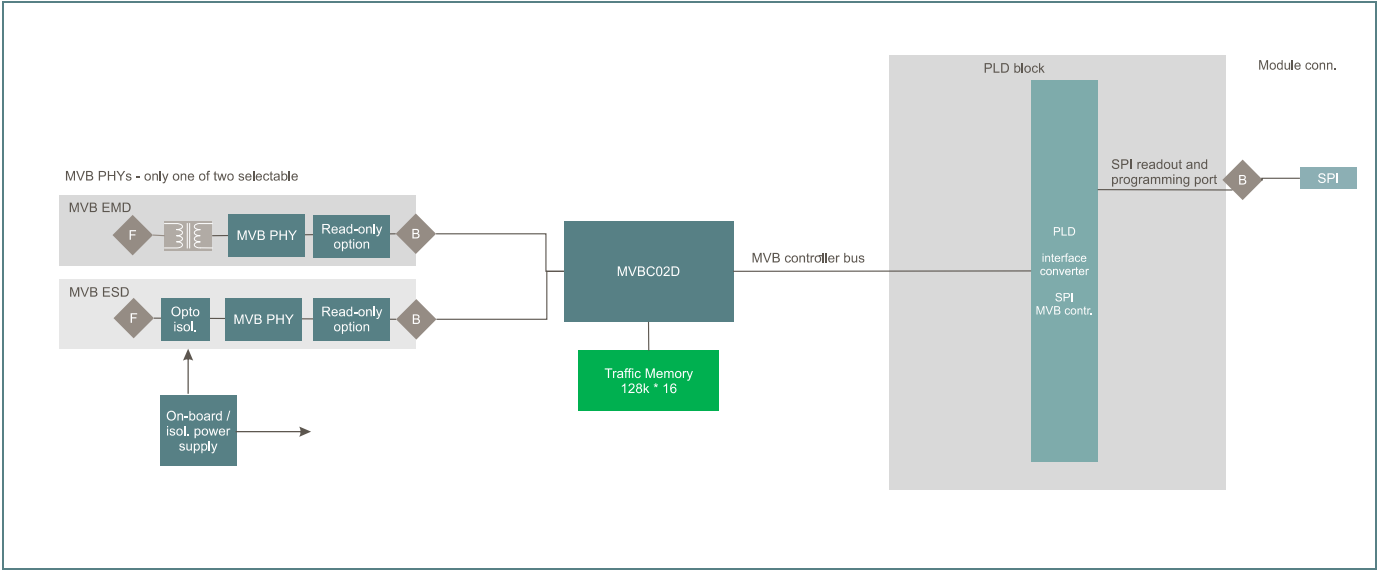 PLD block
Module conn.
MVB PHYs - only one of two selectable
SPI readout and
programming port
B
SPI
MVB EMD
F
MVB PHY
Read-only
option
B
PLD
interface
converter
SPI
MVB contr.
MVBC02D
MVB controller bus
MVB ESD
F
Opto
isol.
MVB PHY
Read-only
option
B
Traffic Memory
128k * 16
On-board /
isol. power
supply